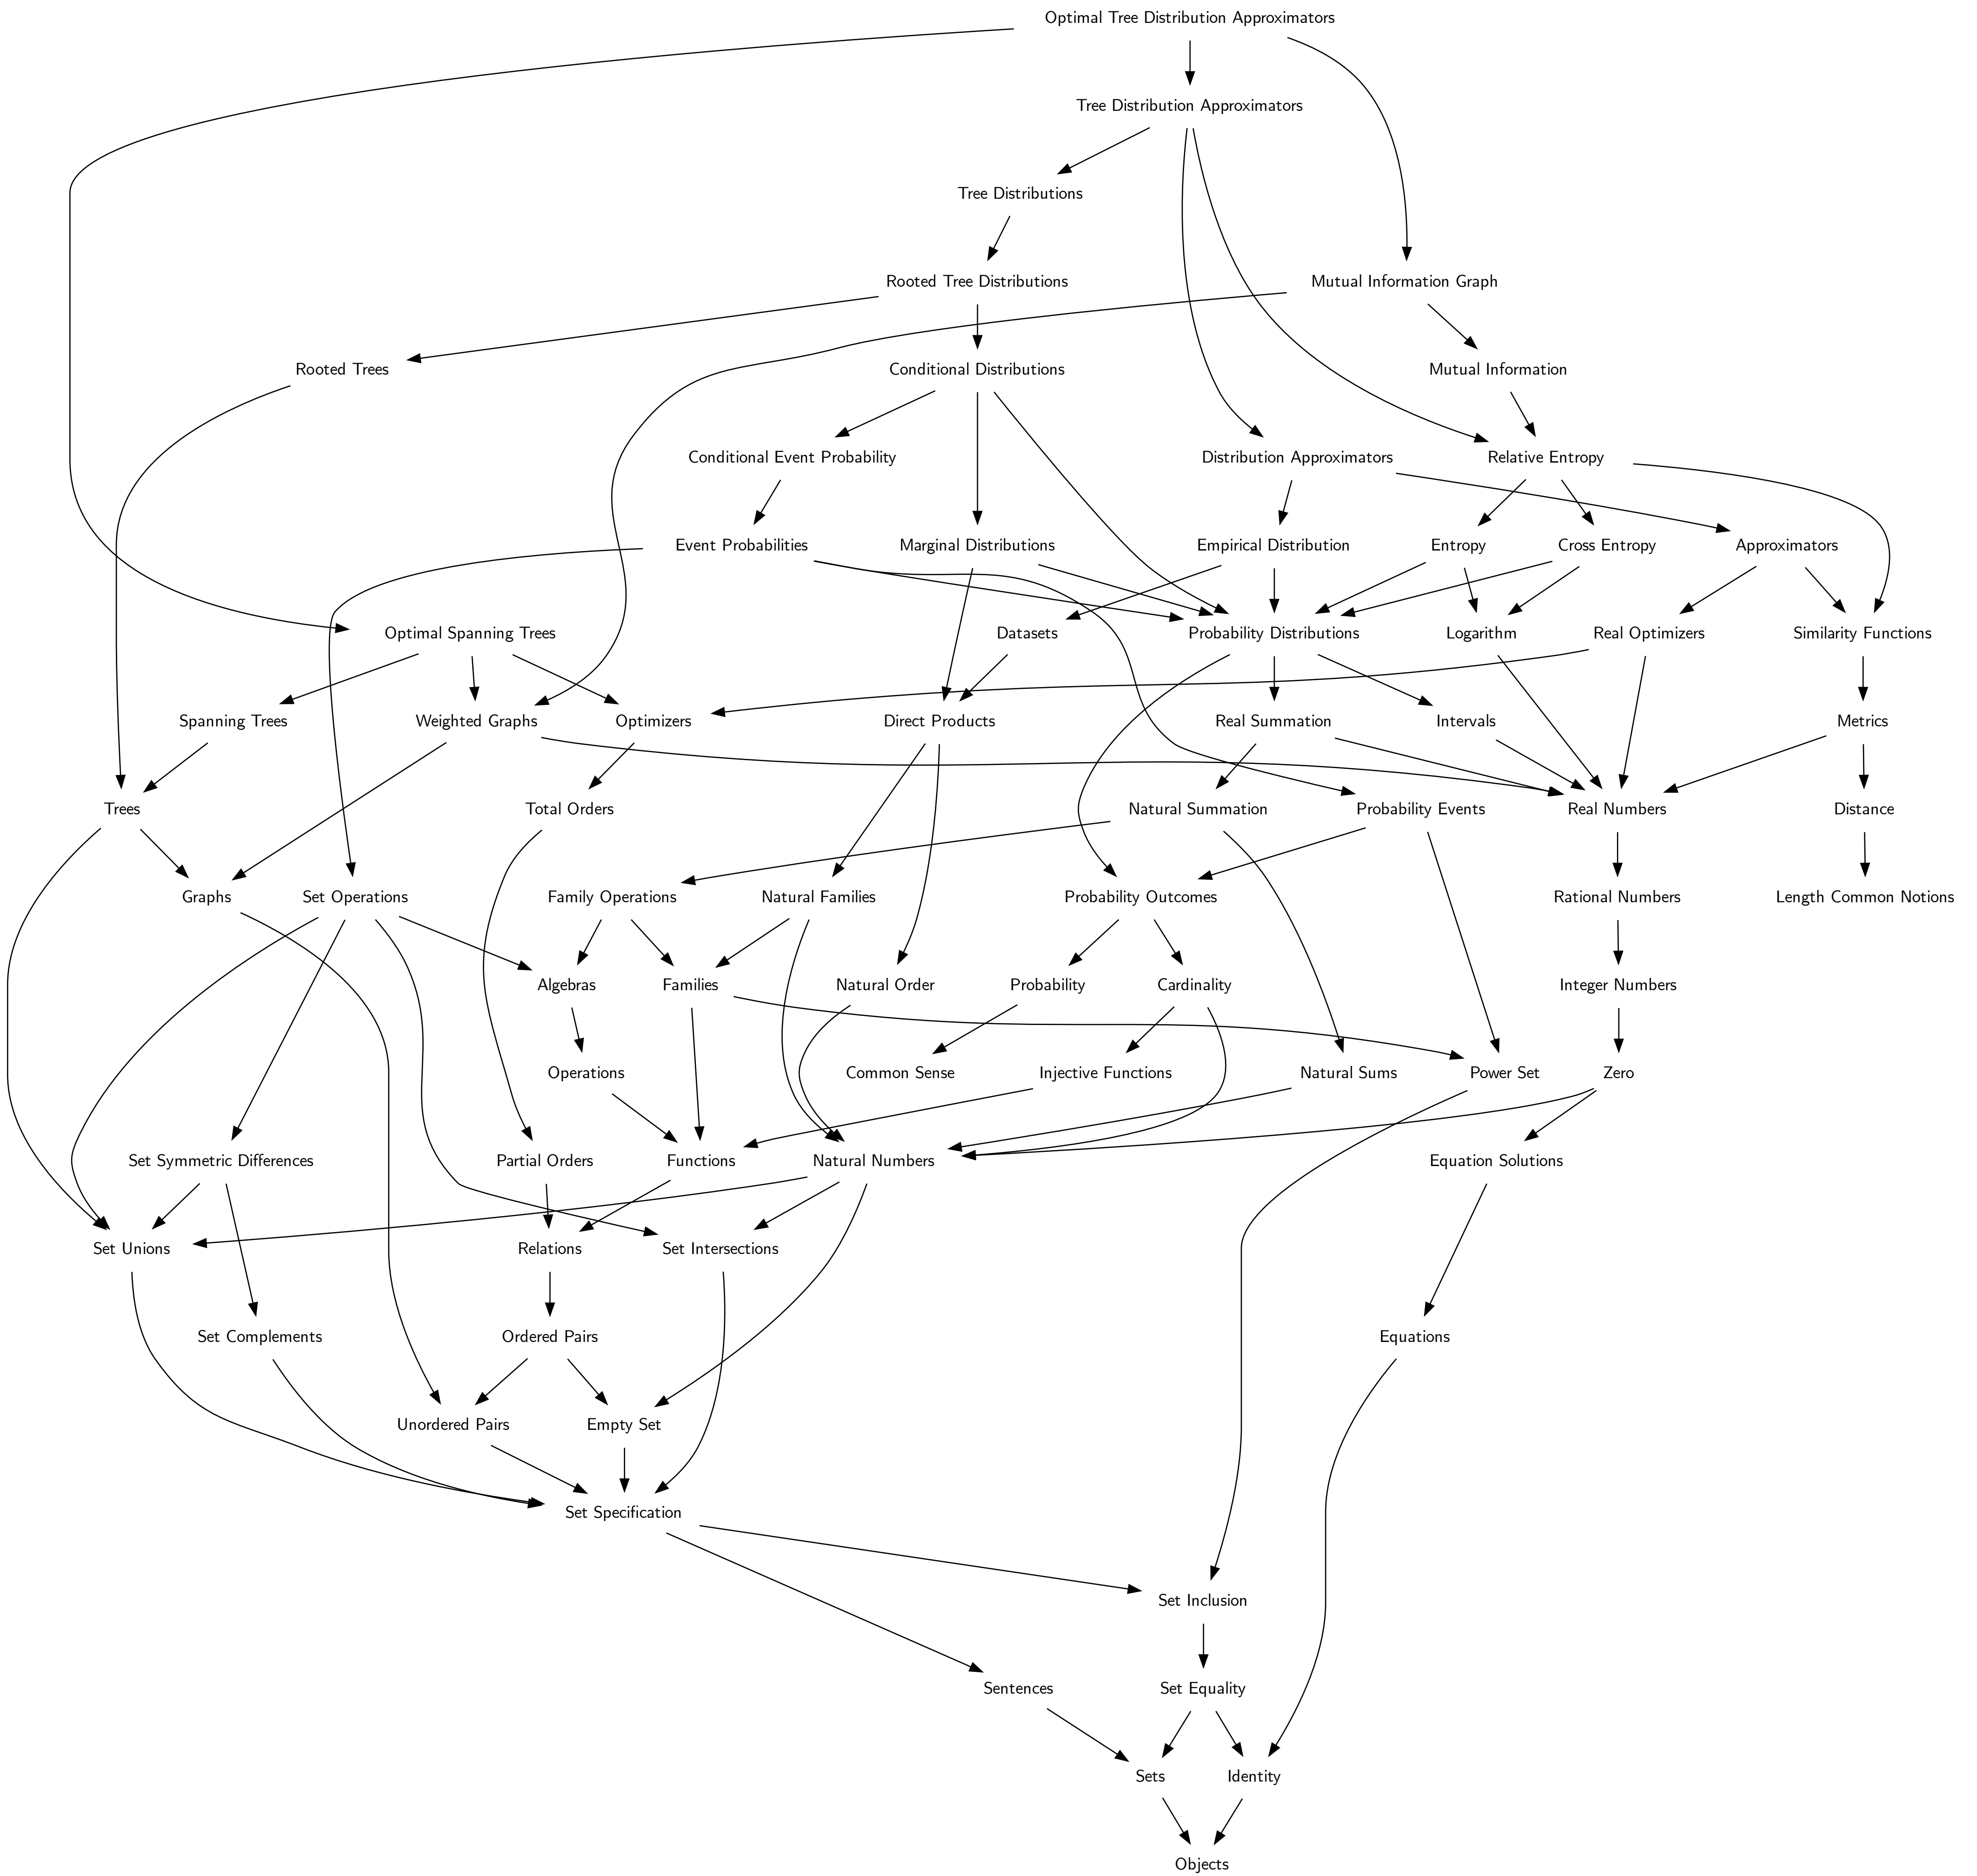 Optimal Tree Distribution Approximators
Tree Distribution Approximators
Tree Distributions
Rooted Tree Distributions
Mutual Information Graph
Rooted Trees
Conditional Distributions
Mutual Information
Conditional Event Probability
Distribution Approximators
Relative Entropy
Event Probabilities
Marginal Distributions
Empirical Distribution
Entropy
Cross Entropy
Approximators
Optimal Spanning Trees
Datasets
Probability Distributions
Logarithm
Real Optimizers
Similarity Functions
Spanning Trees
Weighted Graphs
Optimizers
Direct Products
Real Summation
Intervals
Metrics
Trees
Total Orders
Natural Summation
Probability Events
Real Numbers
Distance
Graphs
Set Operations
Family Operations
Natural Families
Probability Outcomes
Rational Numbers
Length Common Notions
Algebras
Families
Natural Order
Probability
Cardinality
Integer Numbers
Operations
Common Sense
Injective Functions
Natural Sums
Power Set
Zero
Set Symmetric Differences
Partial Orders
Functions
Natural Numbers
Equation Solutions
Set Unions
Relations
Set Intersections
Set Complements
Ordered Pairs
Equations
Unordered Pairs
Empty Set
Set Specification
Set Inclusion
Sentences
Set Equality
Sets
Identity
Objects